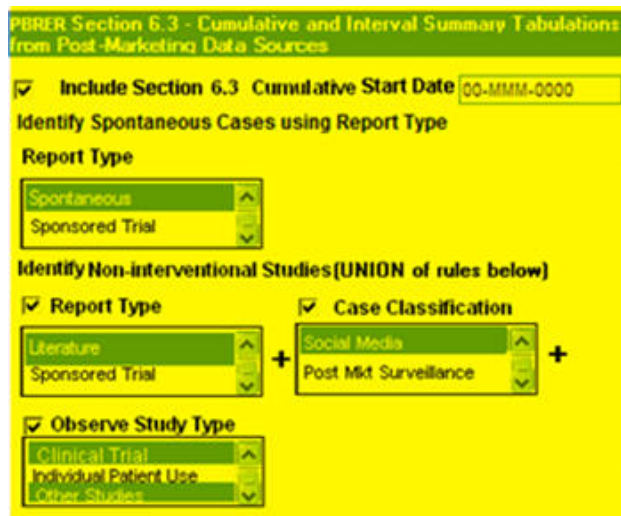 PBRER Section 6.3 - Cumulative and Interval Summary Tabulations
from Post-Marketing Data Sources
Include Section 6.3 Cumulative Start Date 00-MMM-0000
Identify Spontaneous Cases using Report Type
Report Type
Spontaneous
Sponsored Trial
Identify Non-interventional Studies(UNION of rules below)
Report Type Case Classification
Literature + Social Media +
Sponsored Trial Post Mkt Surveillance
Observe Study Type
Clinical Trial
Individual Patient Use
Other Studies